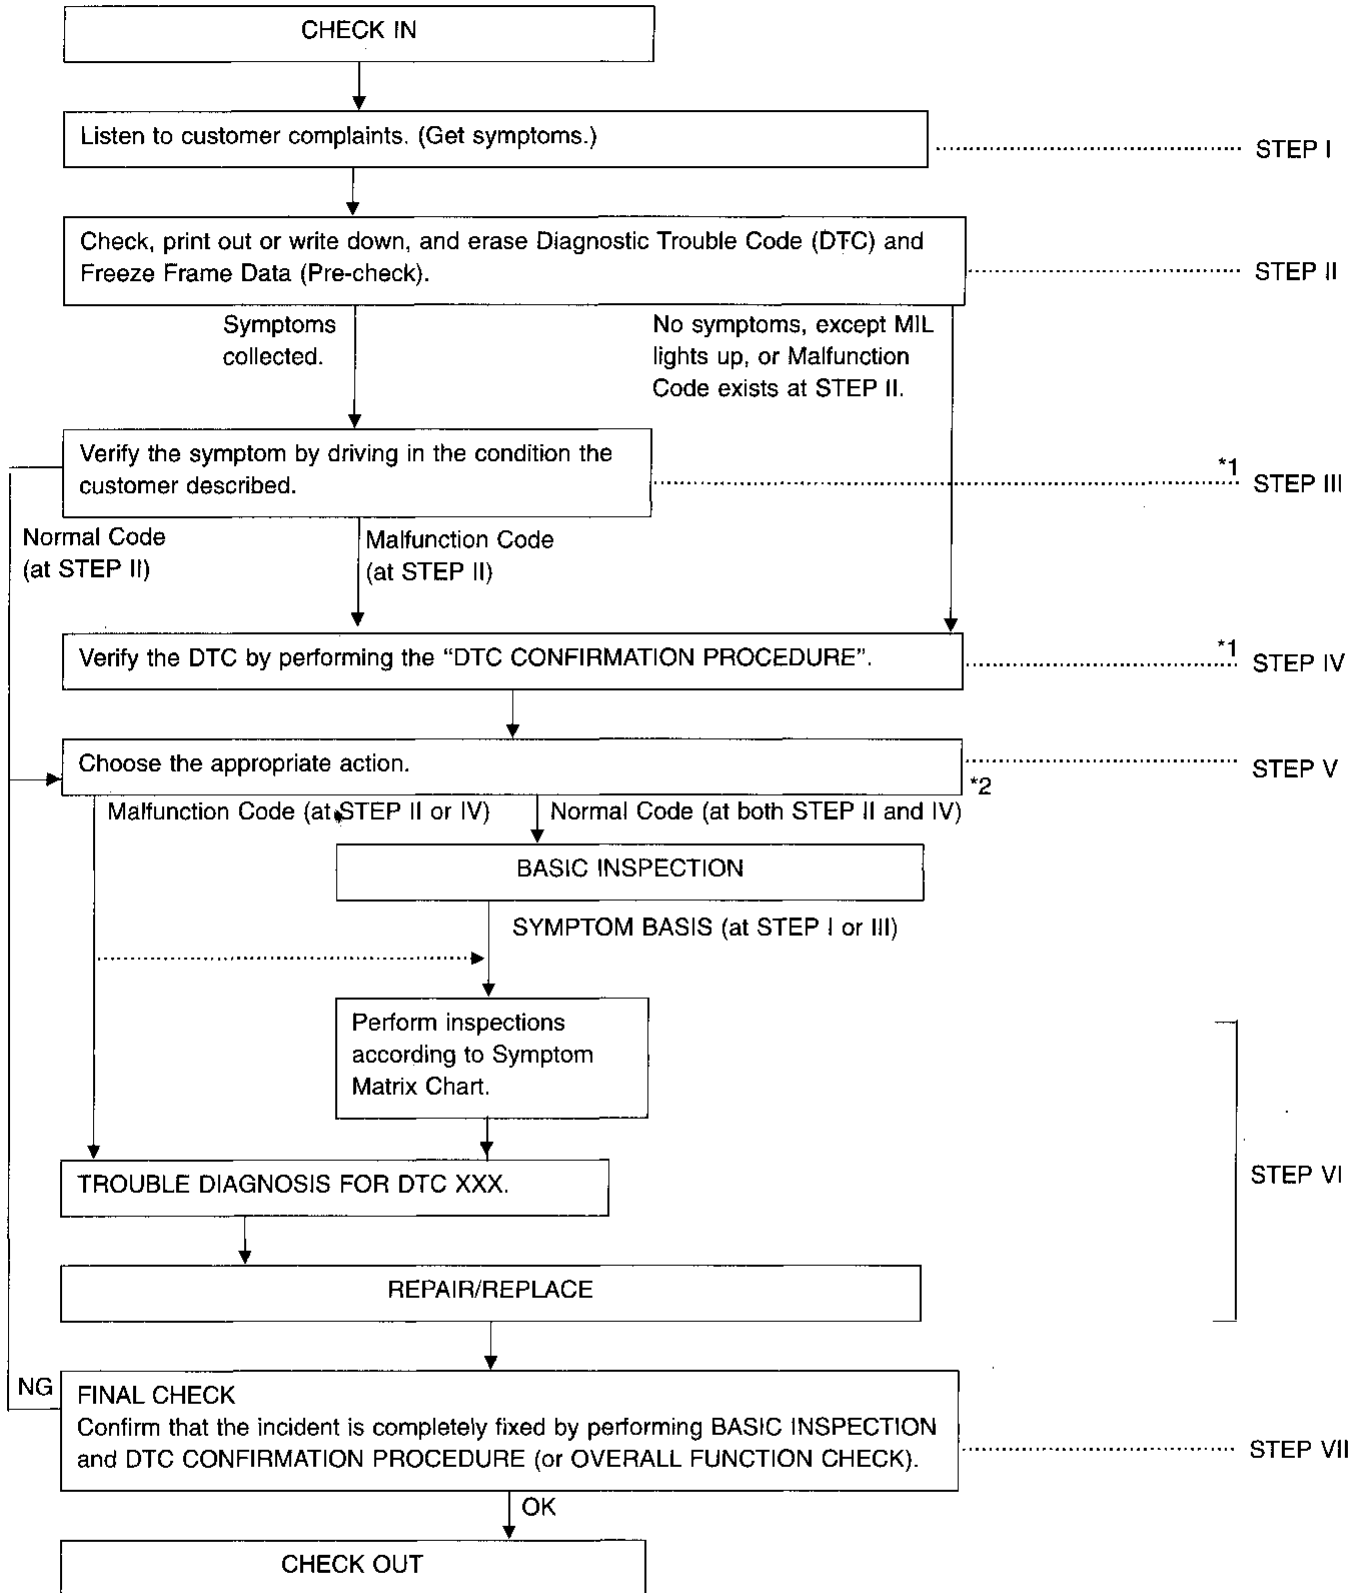 CHECK IN
Listen to customer complaints. (Get symptoms.)
STEP I
Check, print out or write down, and erase Diagnostic Trouble Code (DTC) and
Freeze Frame Data (Pre-check).
STEP II
Symptoms
collected.
No symptoms, except MIL
lights up, or Malfunction
Code exists at STEP II.
Verify the symptom by driving in the condition the
customer described.
*1
STEP III
Normal Code
(at STEP II)
Malfunction Code
(at STEP II)
Verify the DTC by performing the “DTC CONFIRMATION PROCEDURE”.
*1
STEP IV
Choose the appropriate action.
STEP V
*2
Malfunction Code (at STEP II or IV)
Normal Code (at both STEP II and IV)
BASIC INSPECTION
SYMPTOM BASIS (at STEP I or III)
Perform inspections
according to Symptom
Matrix Chart.
STEP VI
TROUBLE DIAGNOSIS FOR DTC XXX.
REPAIR/REPLACE
NG
FINAL CHECK
Confirm that the incident is completely fixed by performing BASIC INSPECTION
and DTC CONFIRMATION PROCEDURE (or OVERALL FUNCTION CHECK).
STEP VII
OK
CHECK OUT